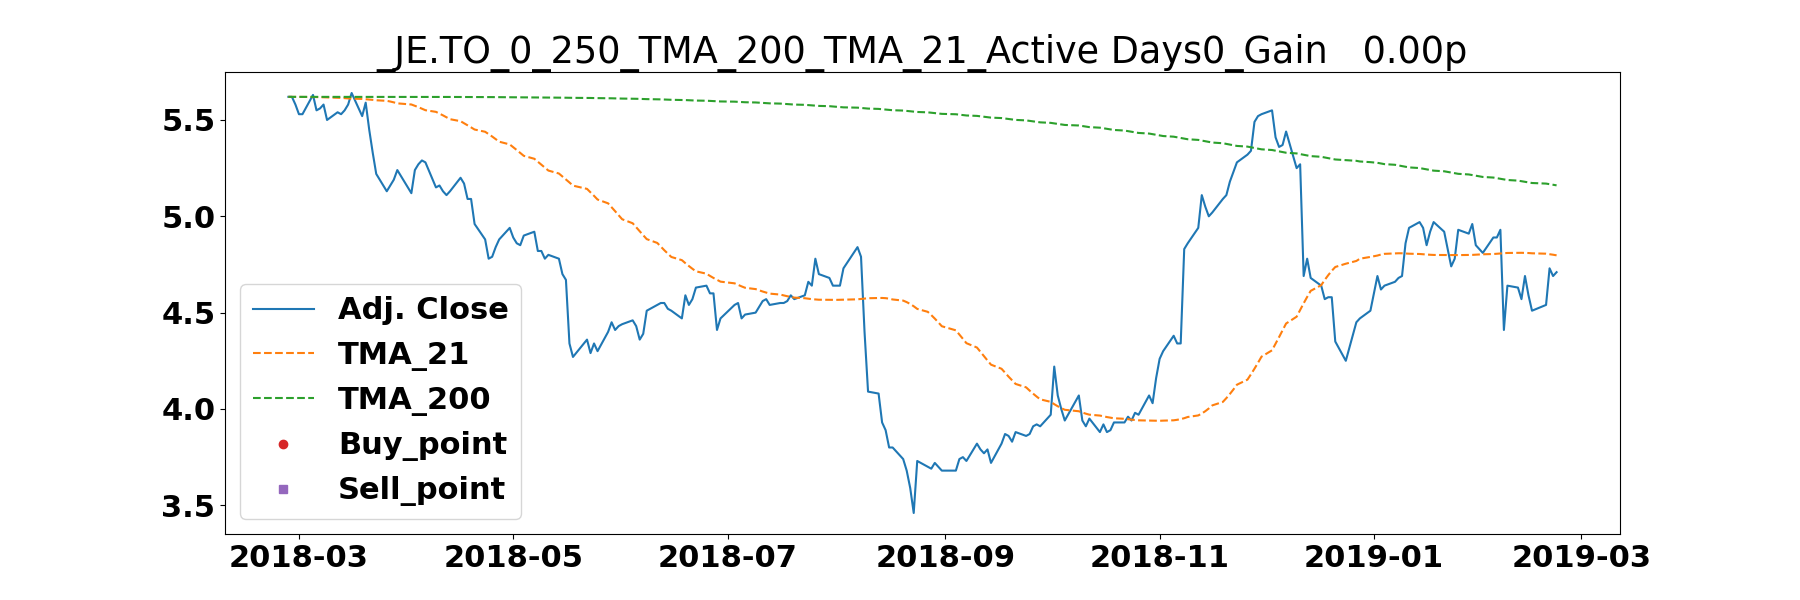 _JE.TO_0_250_TMA_200_TMA_21_Active Days0_Gain   0.00p
5.5
5.0
4.5
4.0
3.5
Adj. Close
TMA_21
TMA_200
Buy_point
Sell_point
2018-03 2018-05 2018-07 2018-09 2018-11 2019-01 2019-03